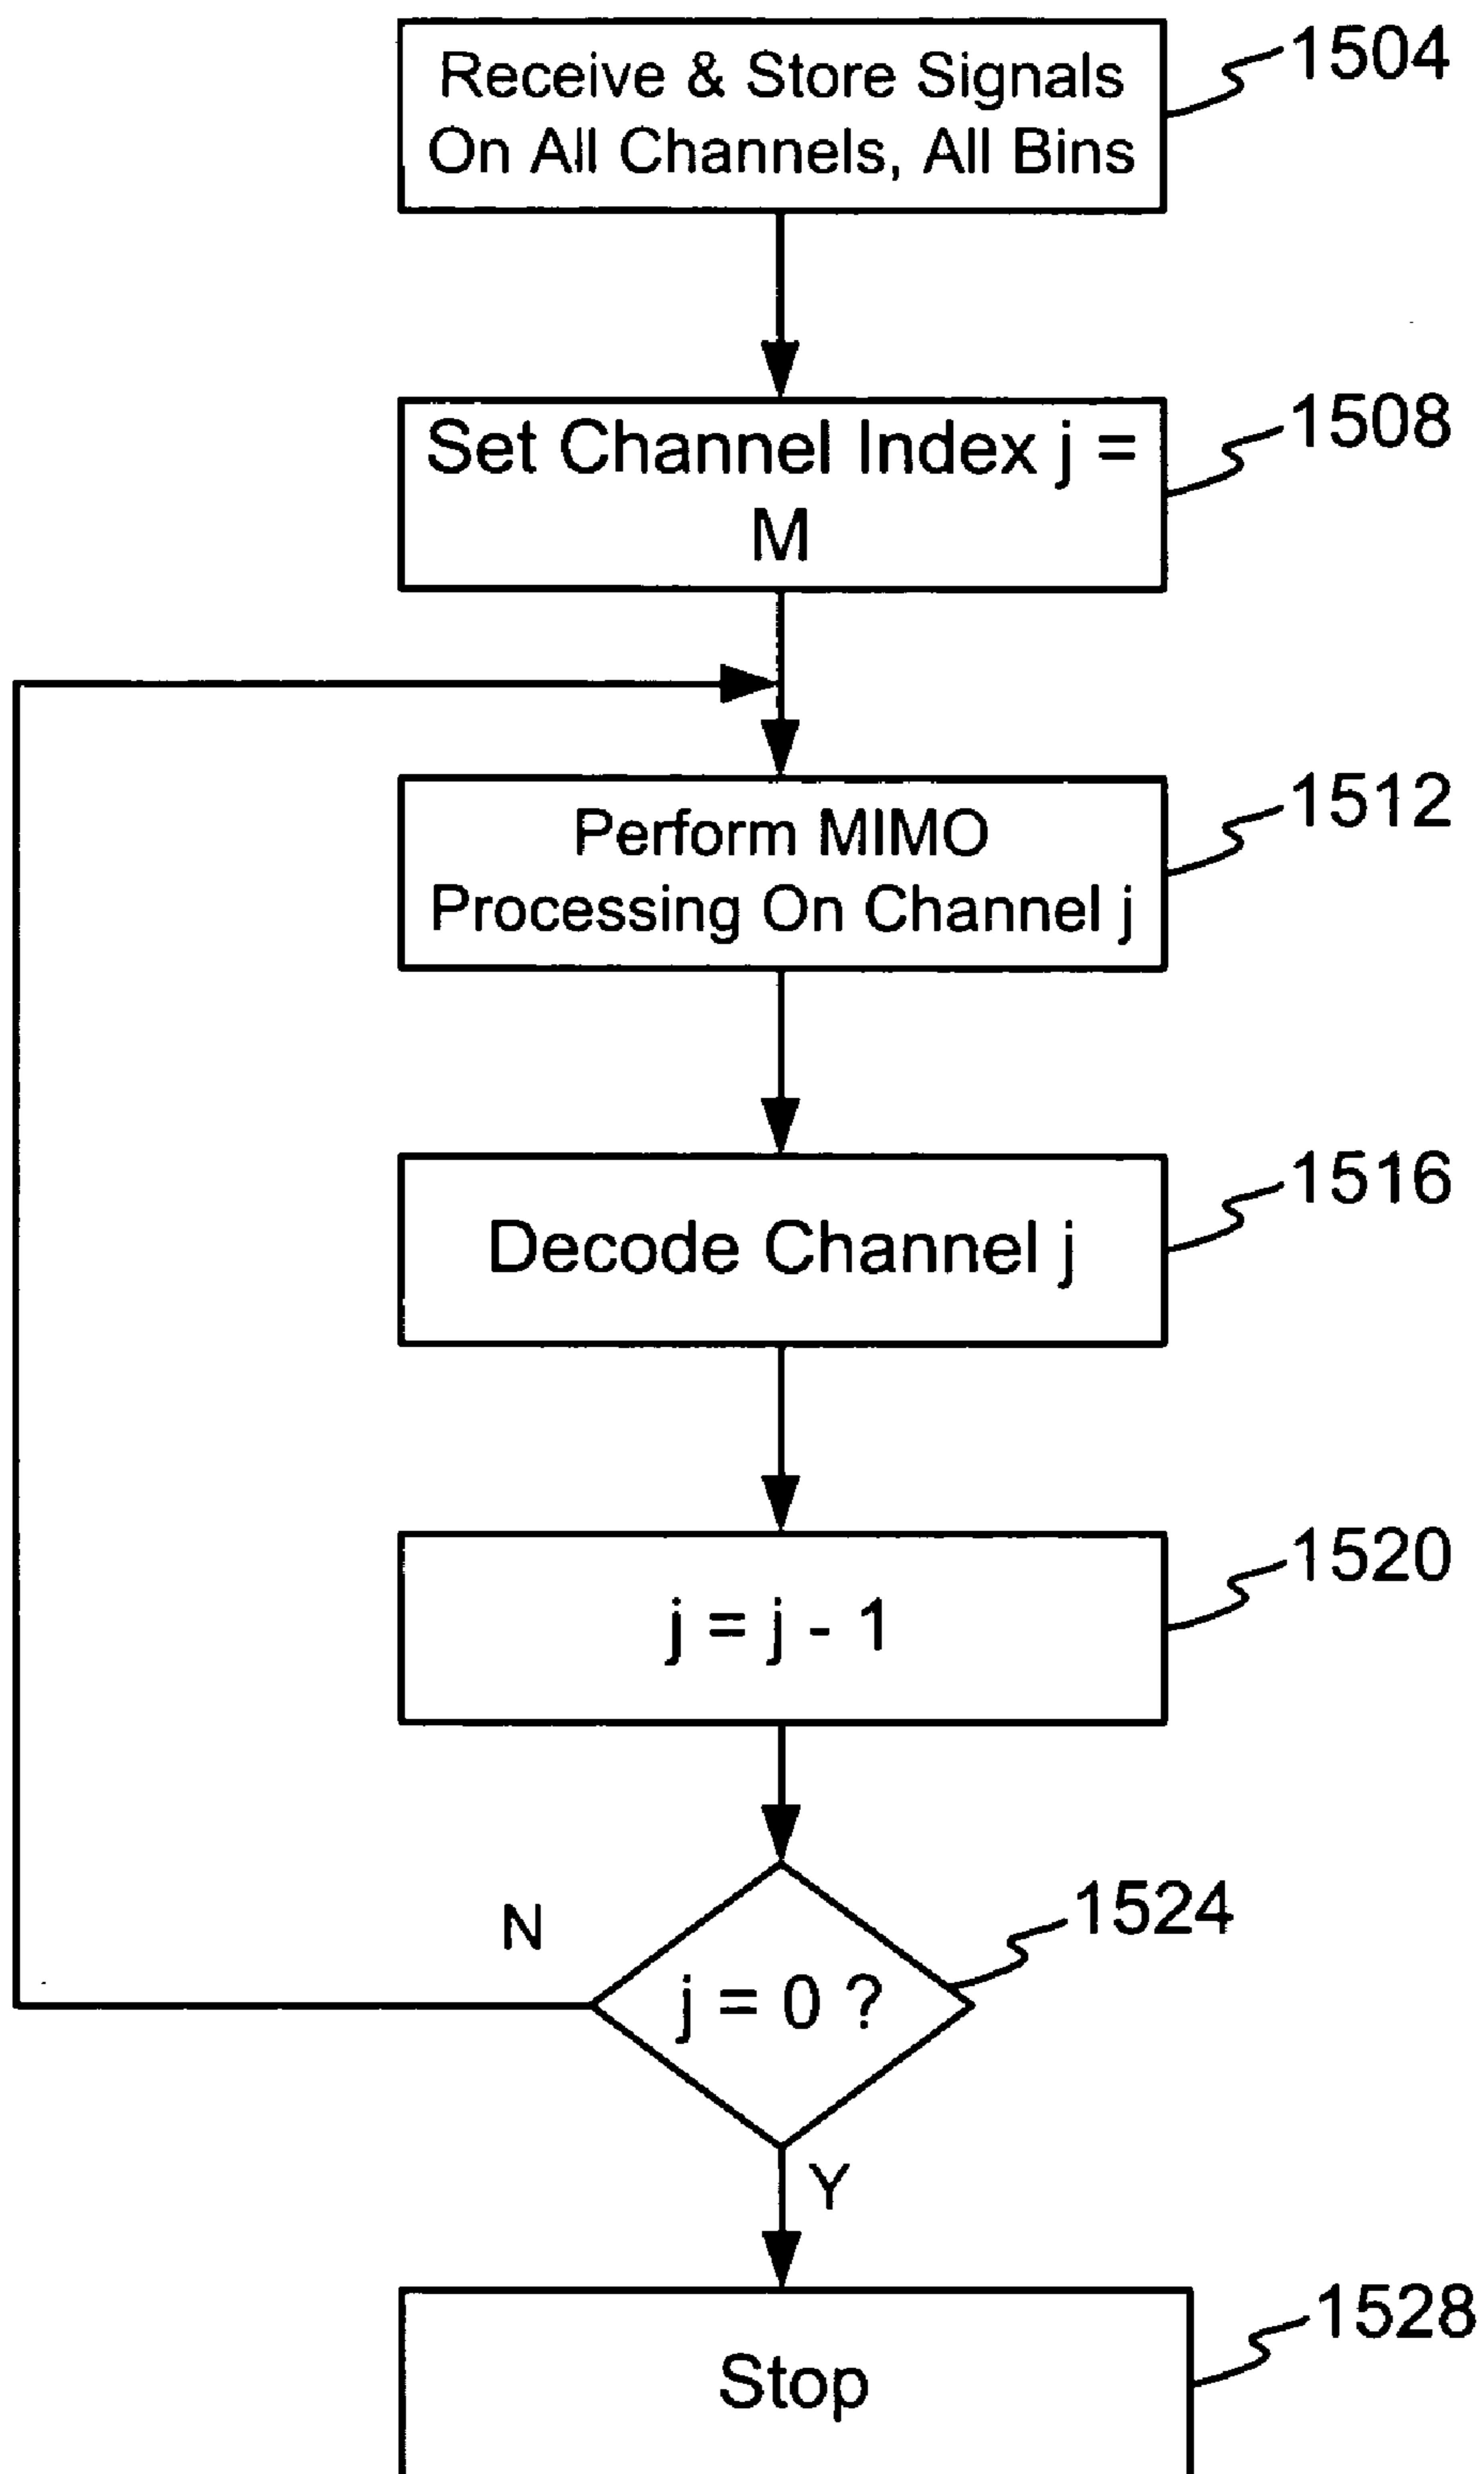 Receive & Store Signals
On All Channels, All Bins
1504
Set Channel Index j =
M
1508
Perform MIMO
Processing On Channel j
1512
Decode Channel j
1516
j = j - 1
1520
N
j = 0 ?
1524
Y
Stop
1528